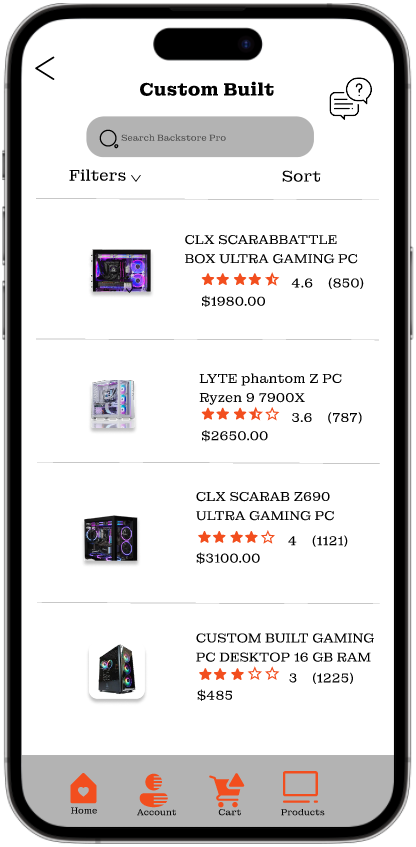 Custom Built
?
Search Backstore Pro
Filters
Sort
CLX SCARABBATTLE
BOX ULTRA GAMING PC
4.6 (850)
$1980.00
LYTE phantom Z PC
Ryzen 9 7900X
3.6 (787)
$2650.00
CLX SCARAB Z690
ULTRA GAMING PC
4 (1121)
$3100.00
CUSTOM BUILT GAMING
PC DESKTOP 16 GB RAM
3 (1225)
$485
Home
Account
Cart
Products